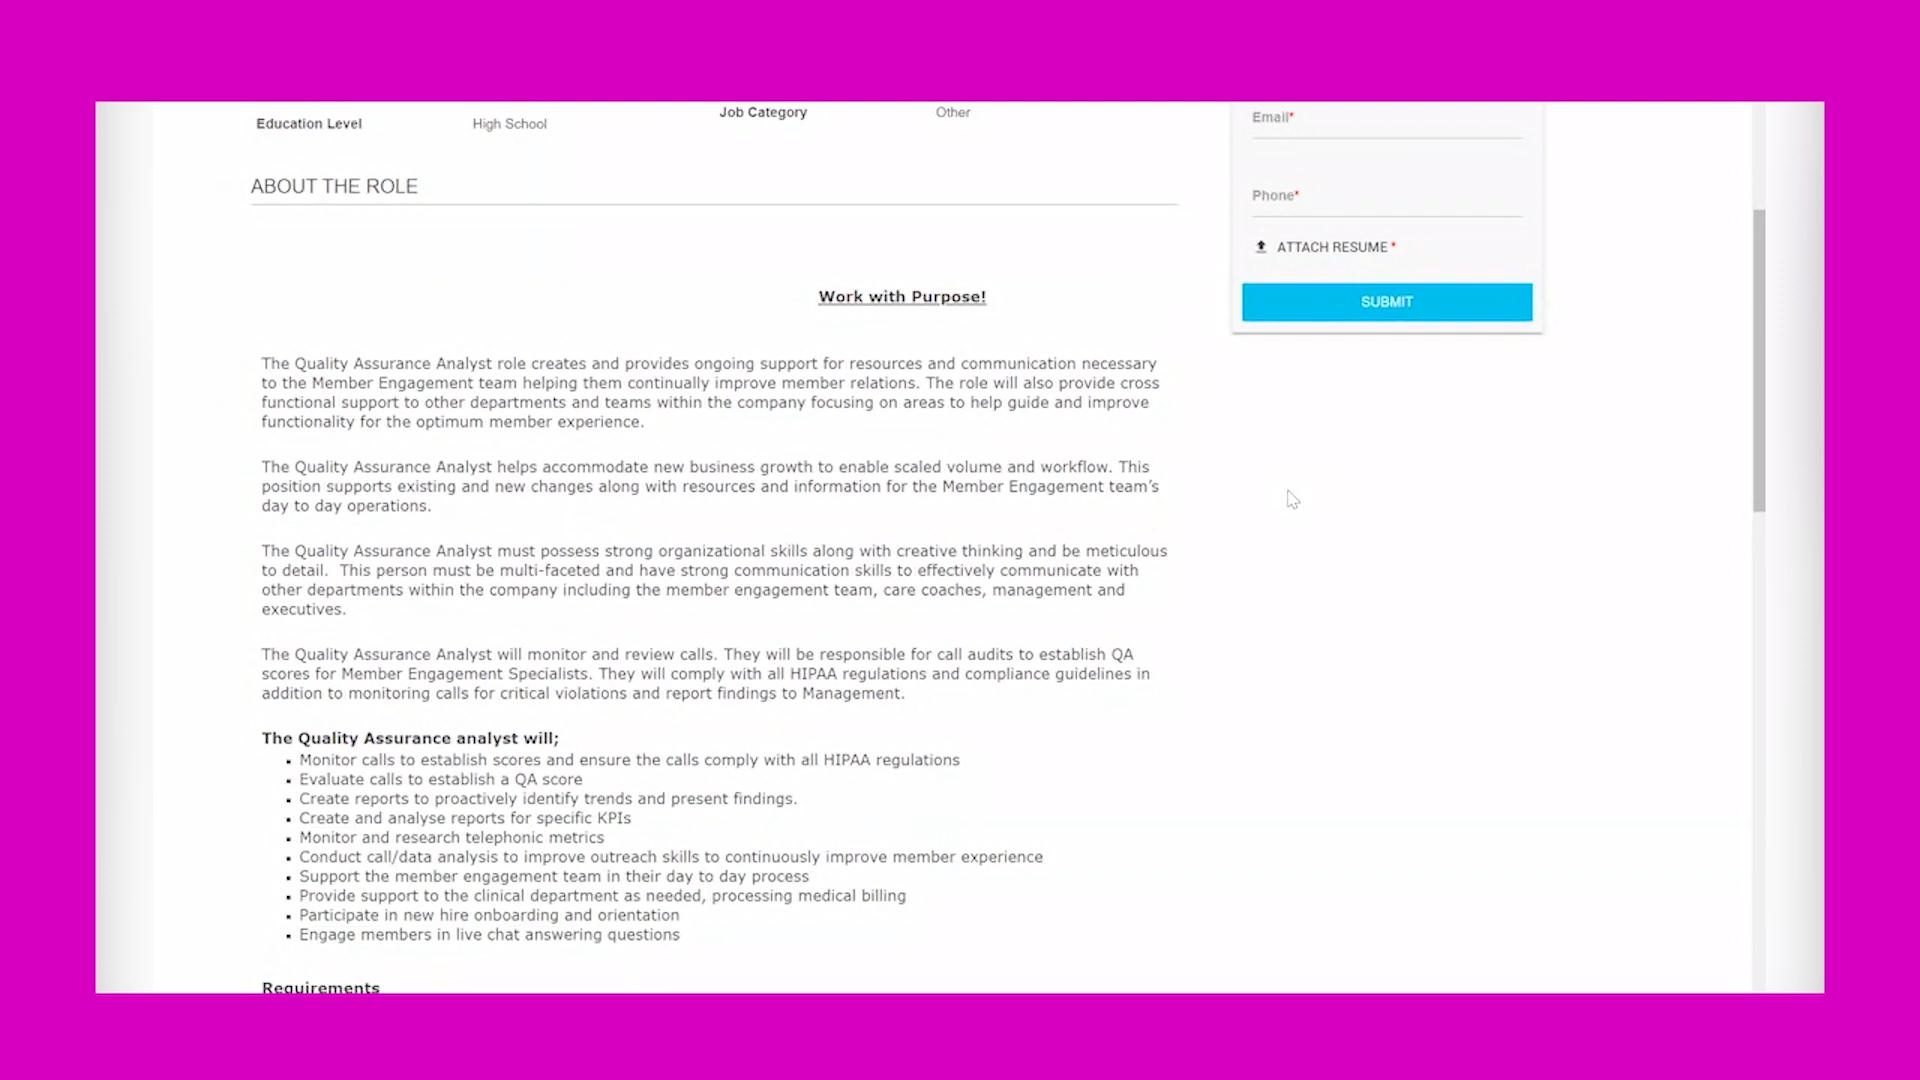 Education Level
High School
Job Category
Other
ABOUT THE ROLE
Work with Purpose!
The Quality Assurance Analyst role creates and provides ongoing support for resources and communication necessary
to the Member Engagement team helping them continually improve member relations. The role will also provide cross
functional support to other departments and teams within the company focusing on areas to help guide and improve
functionality for the optimum member experience.
The Quality Assurance Analyst helps accommodate new business growth to enable scaled volume and workflow. This
position supports existing and new changes along with resources and information for the Member Engagement team’s
day to day operations.
The Quality Assurance Analyst must possess strong organizational skills along with creative thinking and be meticulous
to detail.  This person must be multi-faceted and have strong communication skills to effectively communicate with
other departments within the company including the member engagement team, care coaches, management and
executives.
The Quality Assurance Analyst will monitor and review calls. They will be responsible for call audits to establish QA
scores for Member Engagement Specialists. They will comply with all HIPAA regulations and compliance guidelines in
addition to monitoring calls for critical violations and report findings to Management.
The Quality Assurance analyst will;
▪ Monitor calls to establish scores and ensure the calls comply with all HIPAA regulations
▪ Evaluate calls to establish a QA score
▪ Create reports to proactively identify trends and present findings.
▪ Create and analyse reports for specific KPIs
▪ Monitor and research telephonic metrics
▪ Conduct call/data analysis to improve outreach skills to continuously improve member experience
▪ Support the member engagement team in their day to day process
▪ Provide support to the clinical department as needed, processing medical billing
▪ Participate in new hire onboarding and orientation
▪ Engage members in live chat answering questions
Requirements
Email*
Phone*
ATTACH RESUME *
SUBMIT